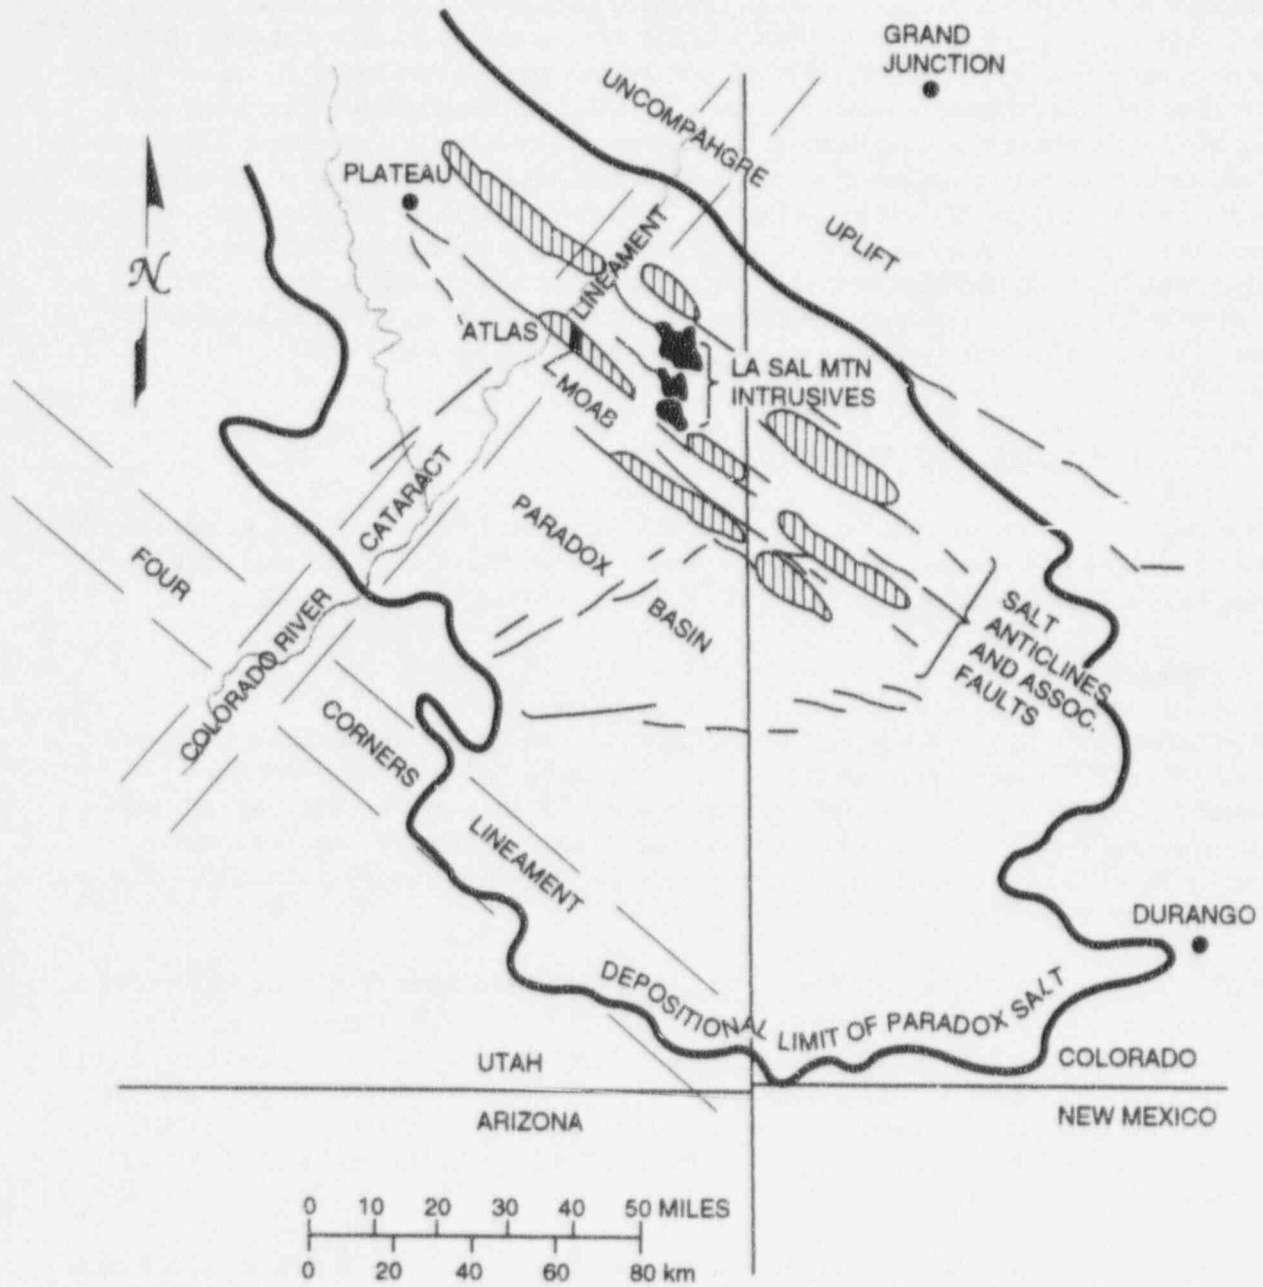 GRAND
JUNCTION
UNCOMPAHGRE
UPLIFT
PLATEAU
N
LINEAMENT
ATLAS
MOAB
LA SAL MTN
INTRUSIVES
CATARACT
PARADOX
BASIN
FOUR
COLORADO RIVER
CORNERS
LINEAMENT
SALT
ANTICLINES
AND ASSOC.
FAULTS
DURANGO
DEPOSITIONAL LIMIT OF PARADOX SALT
UTAH
COLORADO
ARIZONA
NEW MEXICO
0 10 20 30 40 50 MILES
0 20 40 60 80 km